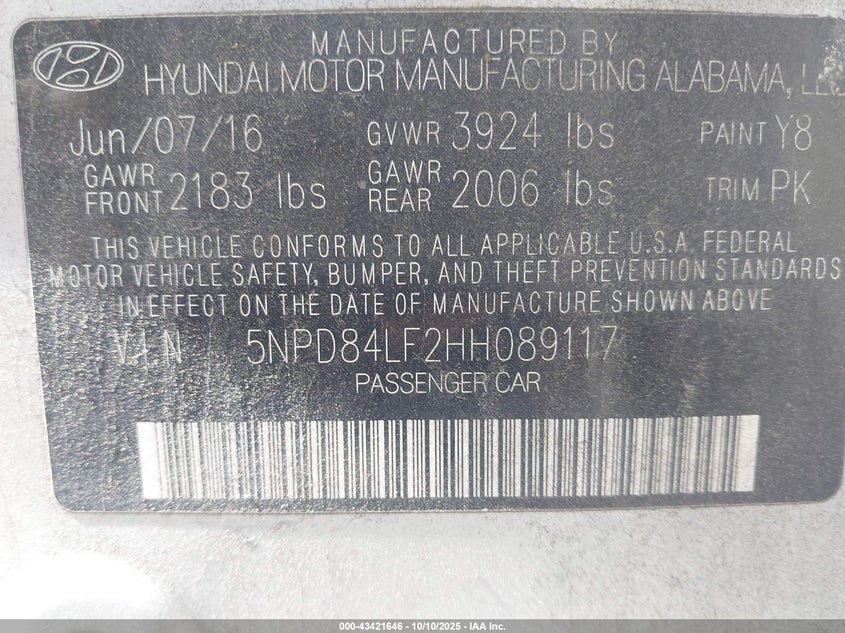 MANUFACTURED BY
HYUNDAI MOTOR MANUFACTURING ALABAMA, LLC
Jun/07/16 GVWR 3924 lbs PAINT Y8
GAWR FRONT 2183 lbs GAWR REAR 2006 lbs TRIM PK
THIS VEHICLE CONFORMS TO ALL APPLICABLE U.S.A. FEDERAL
MOTOR VEHICLE SAFETY, BUMPER, AND THEFT PREVENTION STANDARDS
IN EFFECT ON THE DATE OF MANUFACTURE SHOWN ABOVE
VIN 5NPD84LF2HH089117
PASSENGER CAR
000-43421646 - 10/10/2025 - IAA Inc.